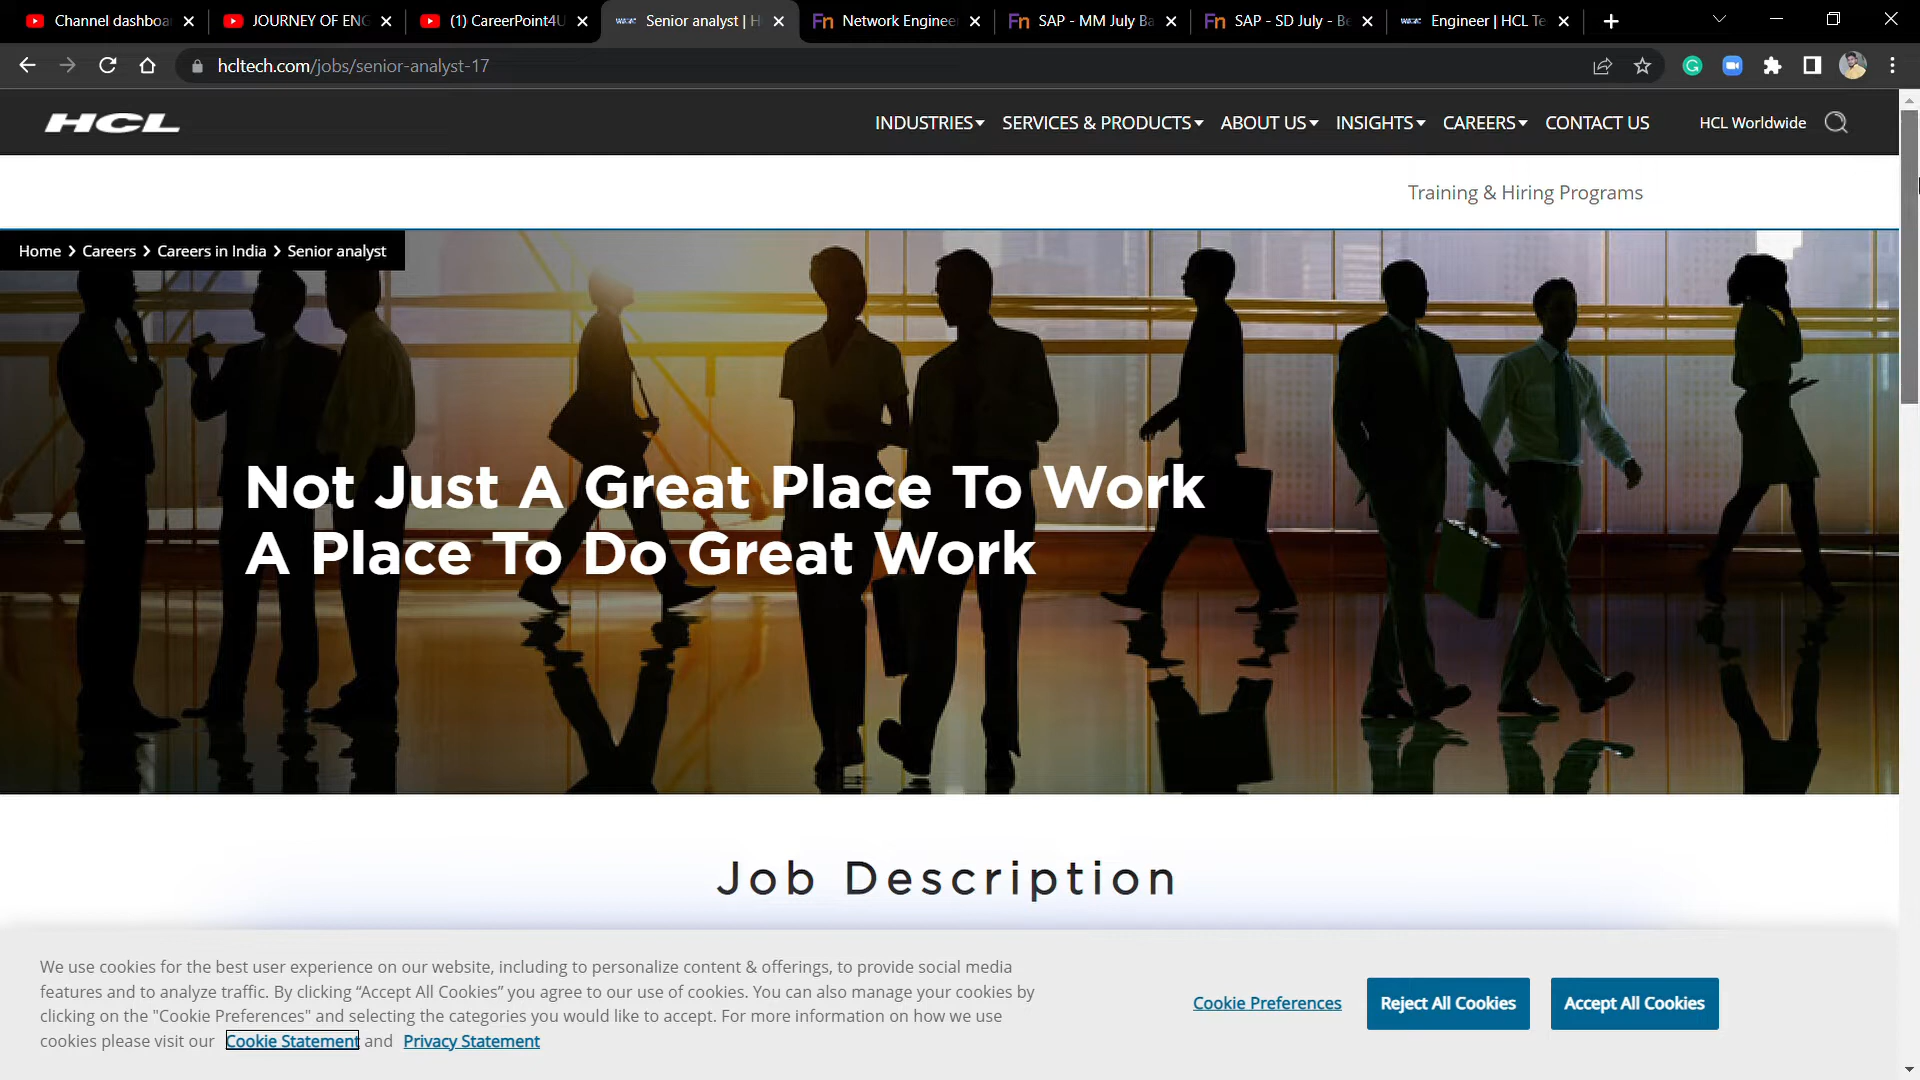 Channel dashboa
JOURNEY OF ENG
(1) CareerPoint4U
Senior analyst | H
Network Enginee
SAP - MM July Ba
SAP - SD July - Be
Engineer | HCL Te
hcltech.com/jobs/senior-analyst-17
HCL
INDUSTRIES
SERVICES & PRODUCTS
ABOUT US
INSIGHTS
CAREERS
CONTACT US
HCL Worldwide
Training & Hiring Programs
Home > Careers > Careers in India > Senior analyst
Not Just A Great Place To Work
A Place To Do Great Work
Job Description
We use cookies for the best user experience on our website, including to personalize content & offerings, to provide social media
features and to analyze traffic. By clicking “Accept All Cookies” you agree to our use of cookies. You can also manage your cookies by
clicking on the "Cookie Preferences" and selecting the categories you would like to accept. For more information on how we use
cookies please visit our Cookie Statement and Privacy Statement
Cookie Preferences
Reject All Cookies
Accept All Cookies